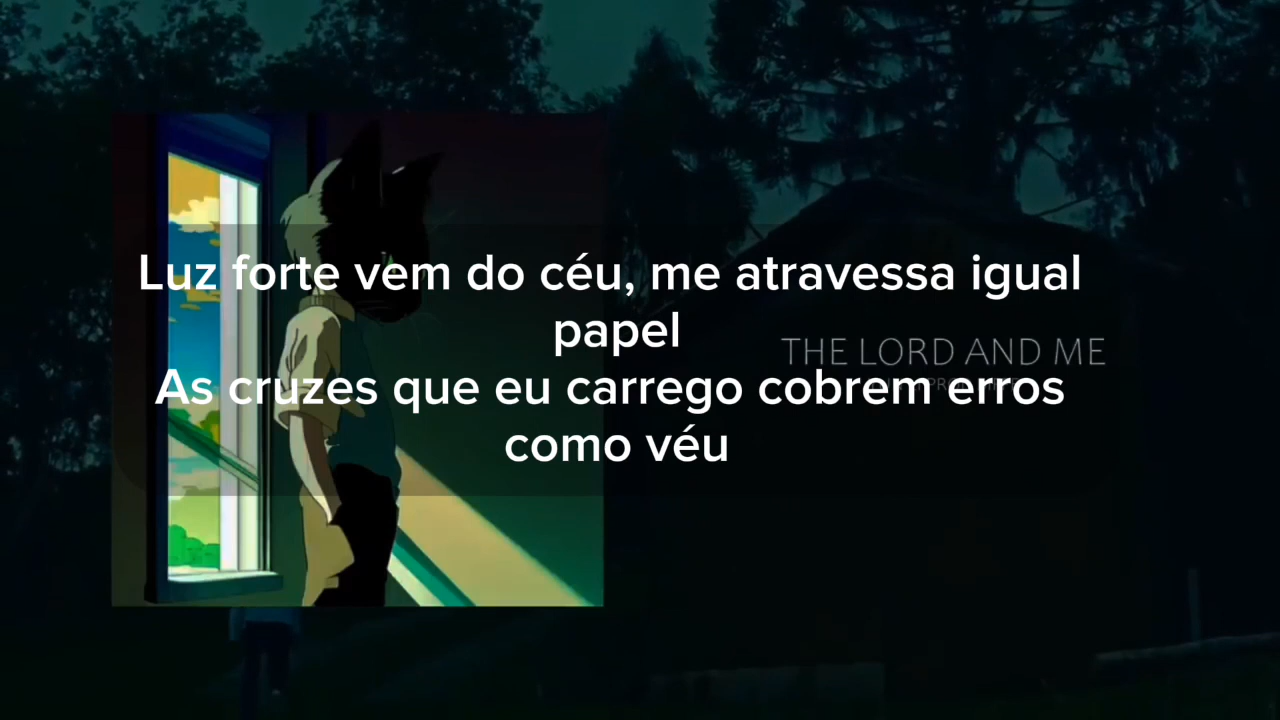 Luz forte vem do céu, me atravessa igual
papel
THE LORD AND ME
As cruzes que eu carrego cobrem erros
como véu